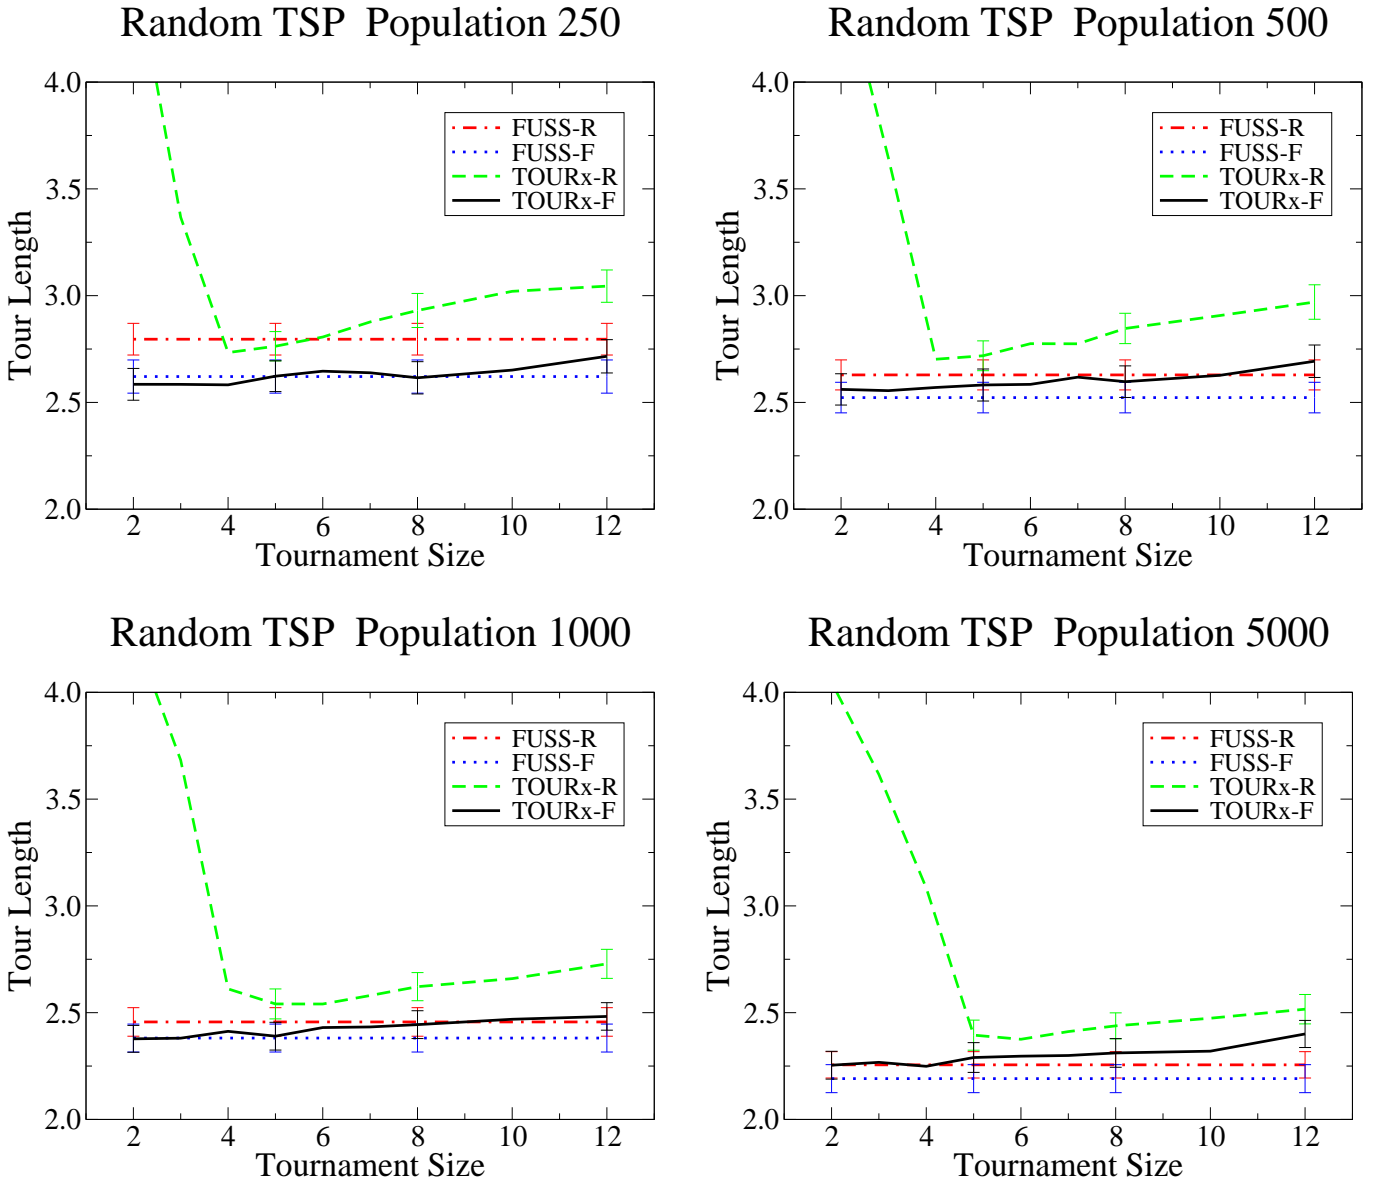 Random TSP Population 250
4.0
3.5
3.0
2.5
2.0
Tour Length
FUSS-R
FUSS-F
TOURx-R
TOURx-F
2 4 6 8 10 12
Tournament Size
Random TSP Population 500
4.0
3.5
3.0
2.5
2.0
Tour Length
FUSS-R
FUSS-F
TOURx-R
TOURx-F
2 4 6 8 10 12
Tournament Size
Random TSP Population 1000
4.0
3.5
3.0
2.5
2.0
Tour Length
FUSS-R
FUSS-F
TOURx-R
TOURx-F
2 4 6 8 10 12
Tournament Size
Random TSP Population 5000
4.0
3.5
3.0
2.5
2.0
Tour Length
FUSS-R
FUSS-F
TOURx-R
TOURx-F
2 4 6 8 10 12
Tournament Size